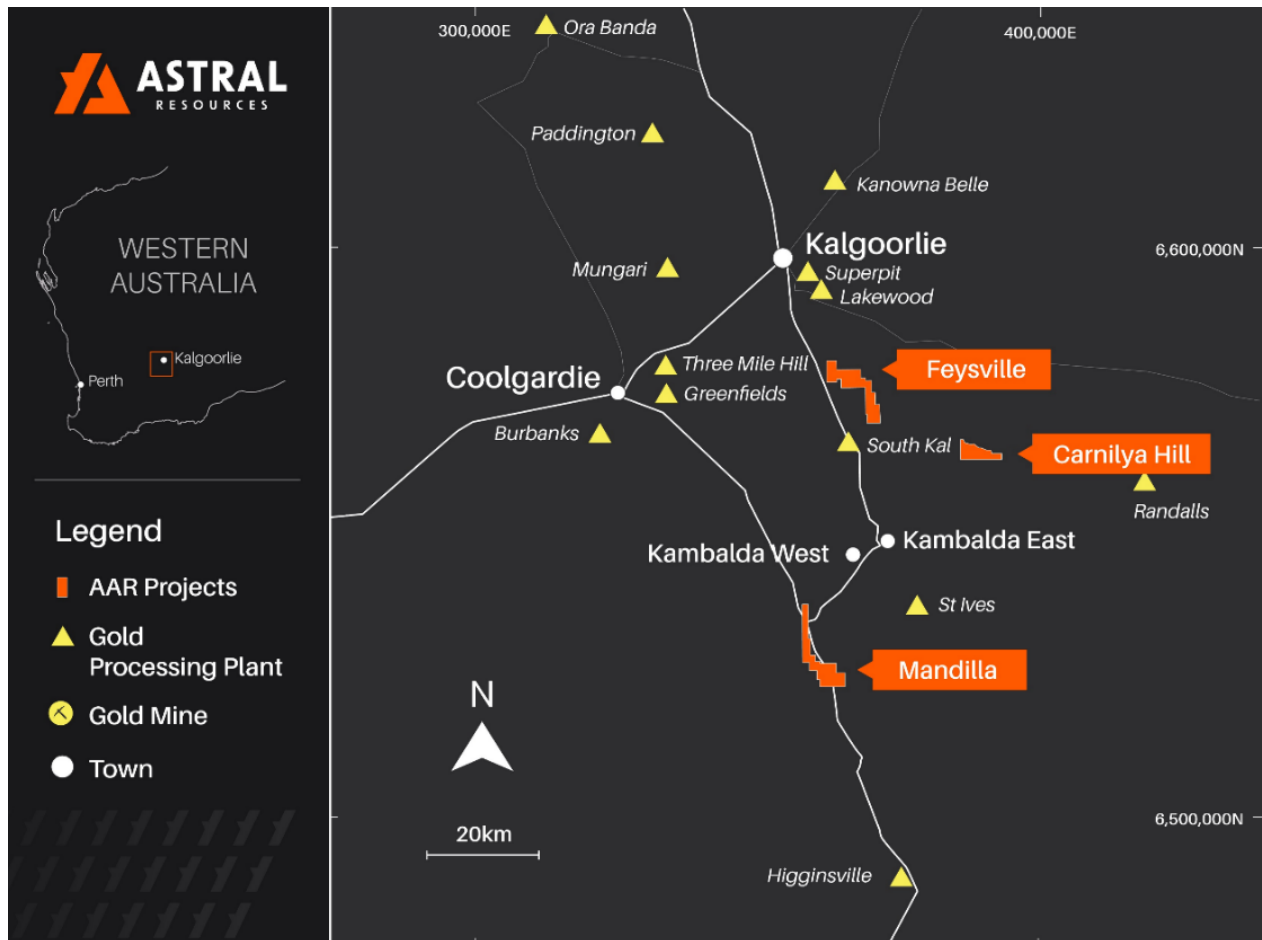 ASTRAL
RESOURCES
WESTERN
AUSTRALIA
Kalgoorlie
Perth
Legend
AAR Projects
Gold
Processing Plant
Gold Mine
Town
300,000E
400,000E
Ora Banda
Paddington
Kanowna Belle
Kalgoorlie
6,600,000N
Mungari
Superpit
Lakewood
Three Mile Hill
Feysville
Coolgardie
Greenfields
Burbanks
South Kal
Carnilya Hill
Randalls
Kambalda West
Kambalda East
St Ives
Mandilla
N
20km
6,500,000N
Higginsville